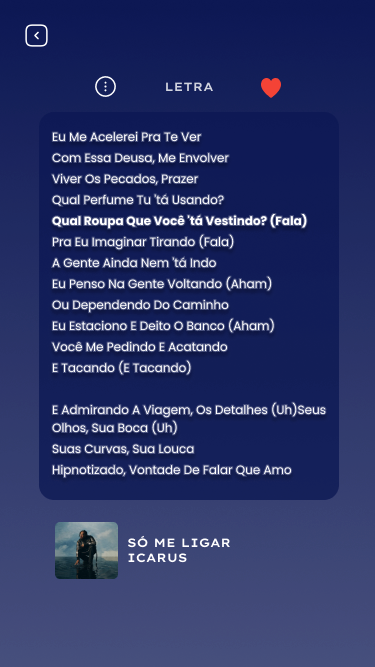 LETRA
Eu Me Acelerei Pra Te Ver
Com Essa Deusa, Me Envolver
Viver Os Pecados, Prazer
Qual Perfume Tu 'tá Usando?
Qual Roupa Que Você 'tá Vestindo? (Fala)
Pra Eu Imaginar Tirando (Fala)
A Gente Ainda Nem 'tá Indo
Eu Penso Na Gente Voltando (Aham)
Ou Dependendo Do Caminho
Eu Estaciono E Deito O Banco (Aham)
Você Me Pedindo E Acatando
E Tacando (E Tacando)
E Admirando A Viagem, Os Detalhes (Uh)Seus
Olhos, Sua Boca (Uh)
Suas Curvas, Sua Louca
Hipnotizado, Vontade De Falar Que Amo
SÓ ME LIGAR
ICARUS